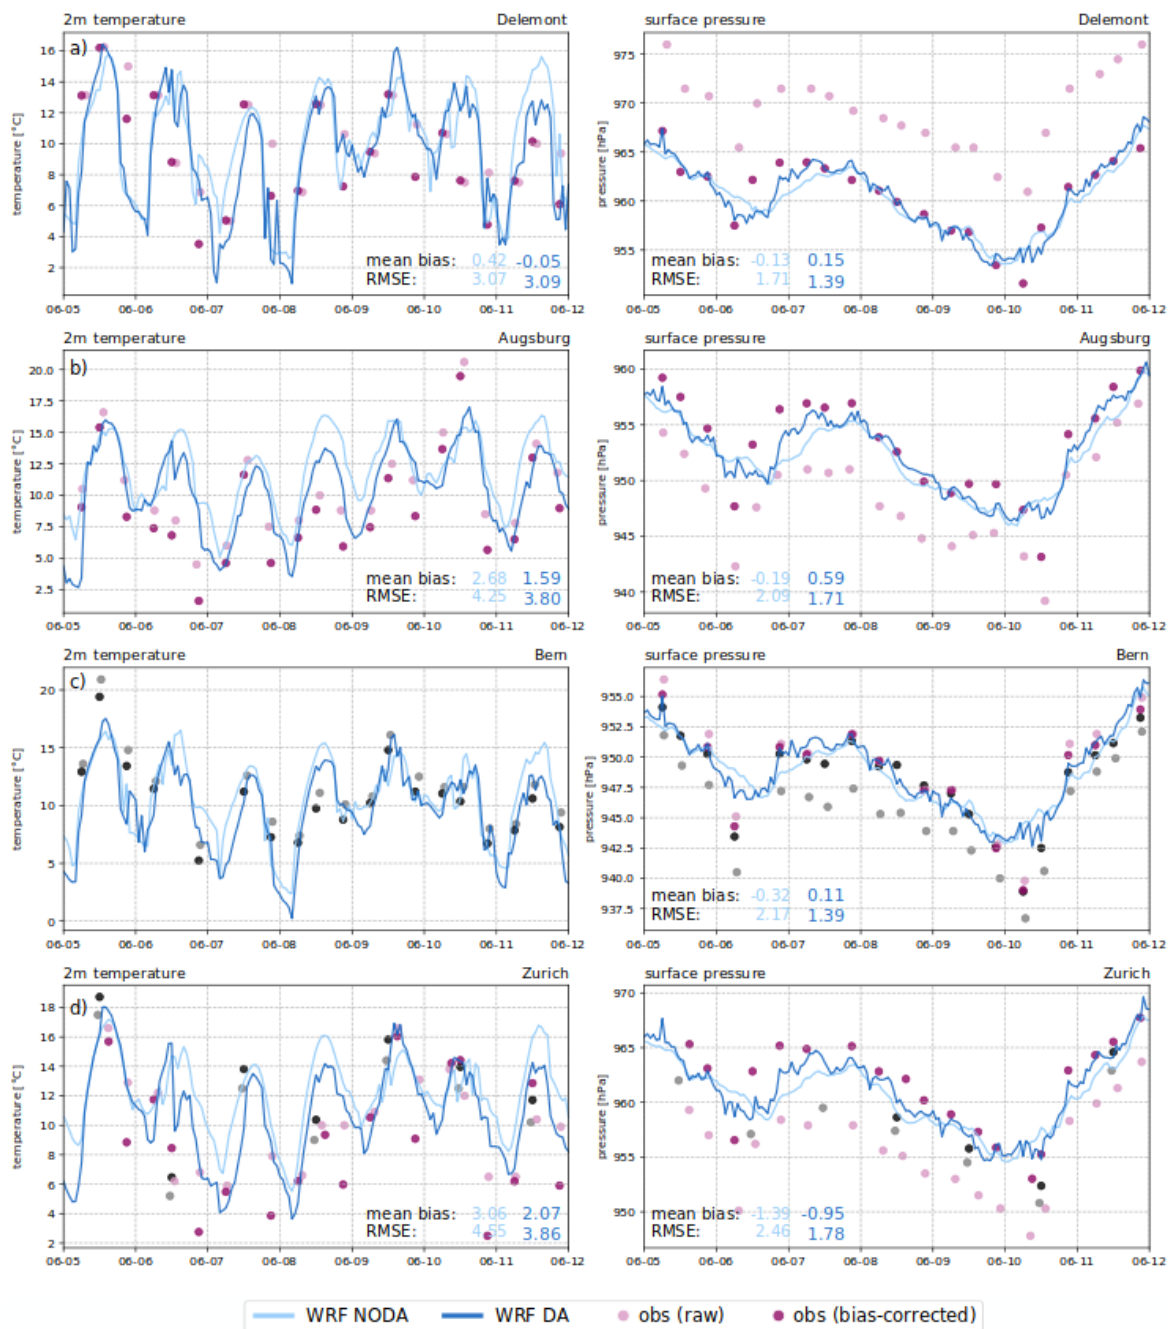 2m temperature Delemont surface pressure Delemont
a)
temperature [°C]
16
14
12
10
8
6
4
2
mean bias: 0.42 -0.05
RMSE: 3.07 3.09
06-05 06-06 06-07 06-08 06-09 06-10 06-11 06-12
pressure [hPa]
975
970
965
960
955
mean bias: -0.13 0.15
RMSE: 1.71 1.39
06-05 06-06 06-07 06-08 06-09 06-10 06-11 06-12
2m temperature Augsburg surface pressure Augsburg
b)
temperature [°C]
20.0
17.5
15.0
12.5
10.0
7.5
5.0
2.5
mean bias: 2.68 1.59
RMSE: 4.25 3.80
06-05 06-06 06-07 06-08 06-09 06-10 06-11 06-12
pressure [hPa]
960
955
950
945
940
mean bias: -0.19 0.59
RMSE: 2.09 1.71
06-05 06-06 06-07 06-08 06-09 06-10 06-11 06-12
2m temperature Bern surface pressure Bern
c)
temperature [°C]
20
15
10
5
0
06-05 06-06 06-07 06-08 06-09 06-10 06-11 06-12
pressure [hPa]
955.0
952.5
950.0
947.5
945.0
942.5
940.0
937.5
mean bias: -0.32 0.11
RMSE: 2.17 1.39
06-05 06-06 06-07 06-08 06-09 06-10 06-11 06-12
2m temperature Zurich surface pressure Zurich
d)
temperature [°C]
18
16
14
12
10
8
6
4
2
mean bias: 3.06 2.07
RMSE: 4.55 3.86
06-05 06-06 06-07 06-08 06-09 06-10 06-11 06-12
pressure [hPa]
970
965
960
955
950
mean bias: -1.39 -0.95
RMSE: 2.46 1.78
06-05 06-06 06-07 06-08 06-09 06-10 06-11 06-12
WRF NODA WRF DA obs (raw) obs (bias-corrected)